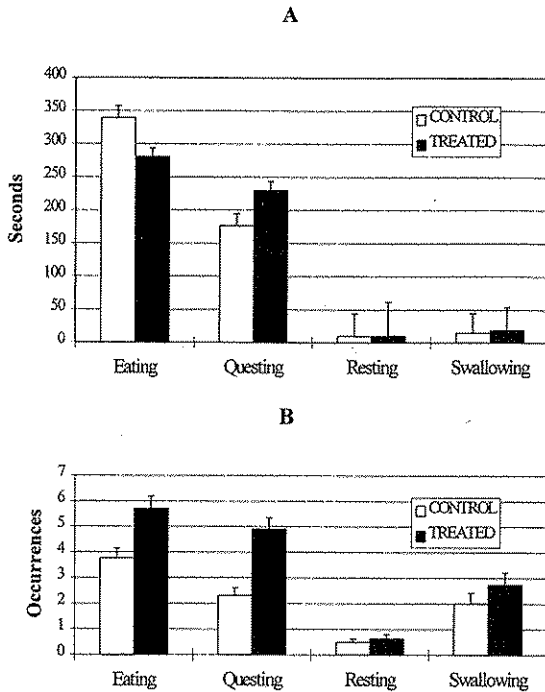 A
400
350
300
250
200
150
100
50
0
Seconds
CONTROL
TREATED
Eating Questing Resting Swallowing
B
7
6
5
4
3
2
1
0
Occurrences
CONTROL
TREATED
Eating Questing Resting Swallowing